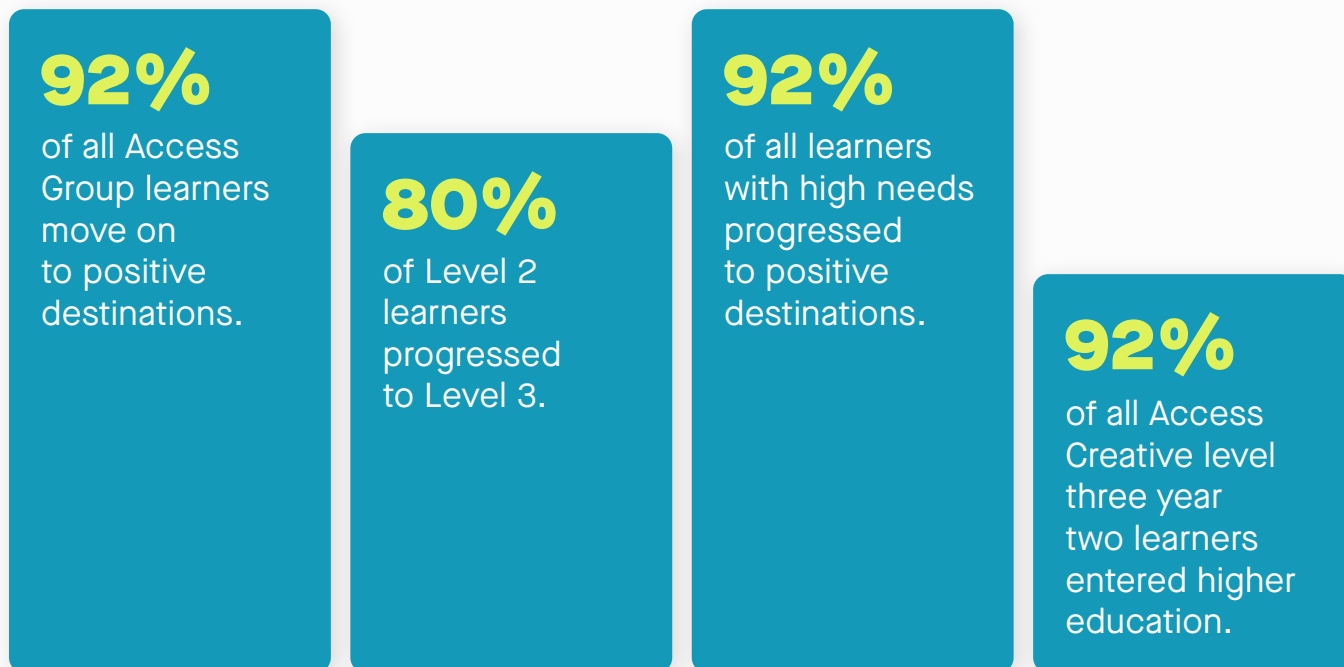 92%
of all Access
Group learners
move on
to positive
destinations.
80%
of Level 2
learners
progressed
to Level 3.
92%
of all learners
with high needs
progressed
to positive
destinations.
92%
of all Access
Creative level
three year
two learners
entered higher
education.